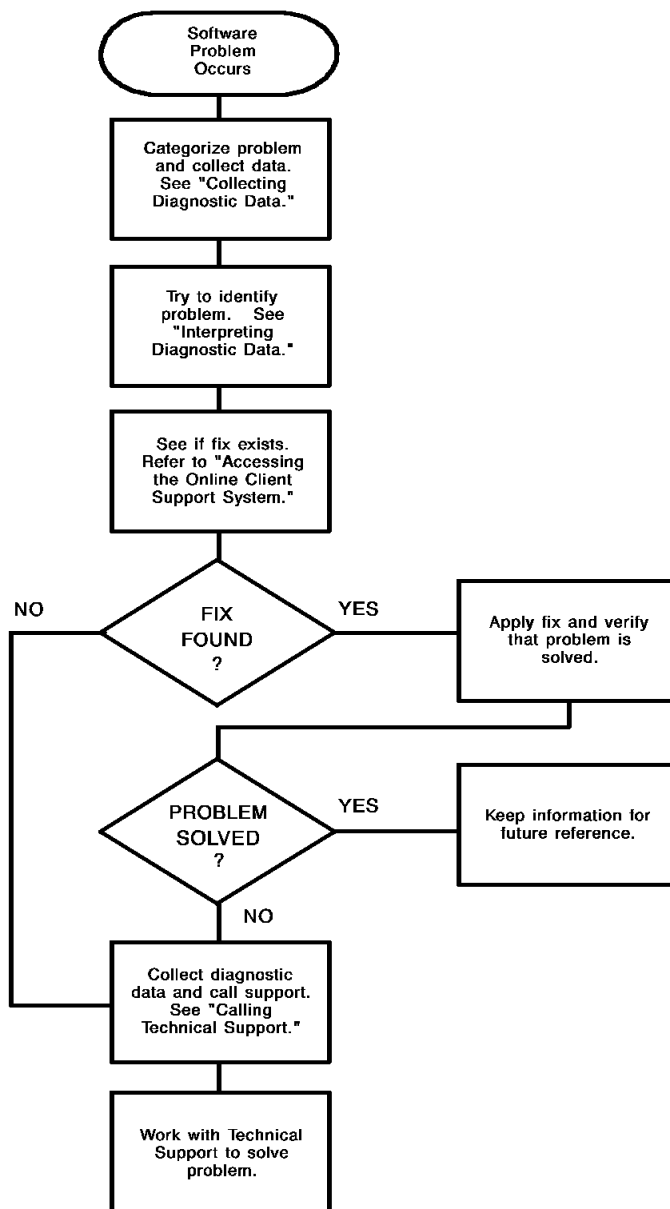 Software
Problem
Occurs
Categorize problem
and collect data.
See "Collecting
Diagnostic Data."
Try to identify
problem. See
"Interpreting
Diagnostic Data."
See if fix exists.
Refer to "Accessing
the Online Client
Support System."
NO
FIX
FOUND
?
YES
Apply fix and verify
that problem is
solved.
PROBLEM
SOLVED
?
YES
Keep information for
future reference.
NO
Collect diagnostic
data and call support.
See "Calling
Technical Support."
Work with Technical
Support to solve
problem.